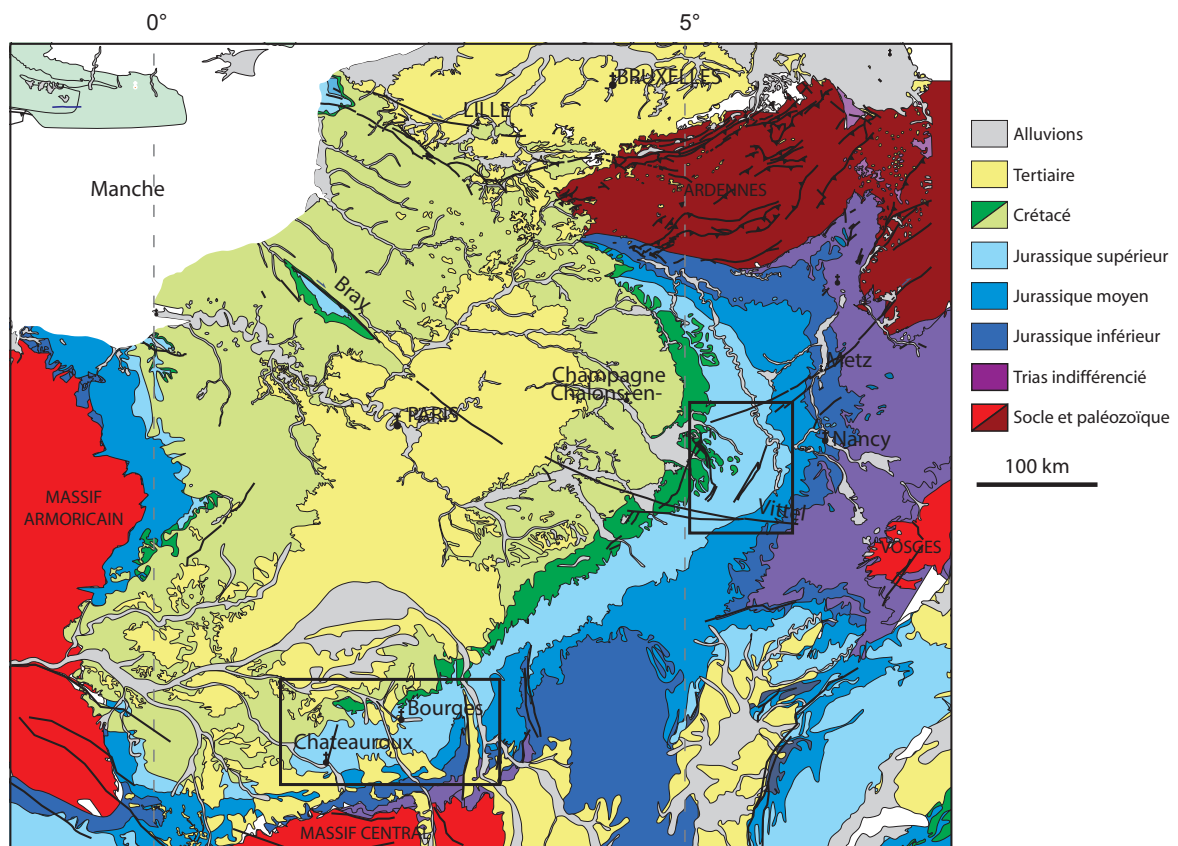 0°
5°
8
BRUXELLES
LILLE
Manche
ARDENNES
Bray
Metz
Champagne
Chalons-en-
PARIS
Nancy
MASSIF
ARMORICAIN
Vittel
VOSGES
Bourges
Chateauroux
MASSIF CENTRAL
Alluvions
Tertiaire
Crétacé
Jurassique supérieur
Jurassique moyen
Jurassique inférieur
Trias indifférencié
Socle et paléozoïque
100 km